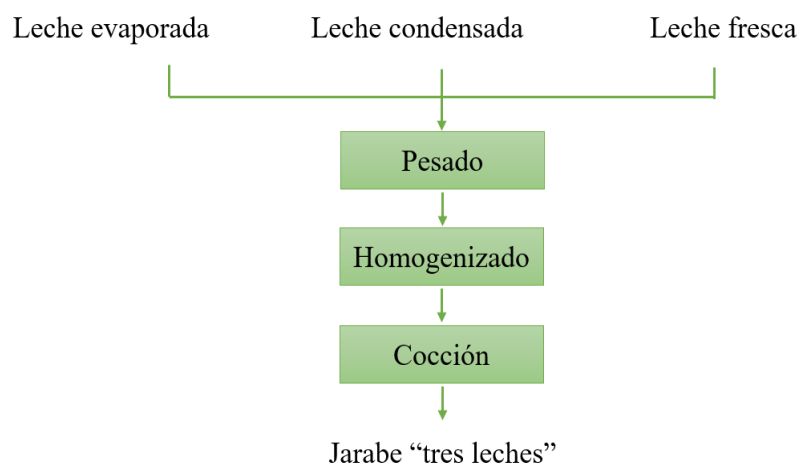 Leche evaporada
Leche condensada
Leche fresca
Pesado
Homogenizado
Cocción
Jarabe “tres leches”